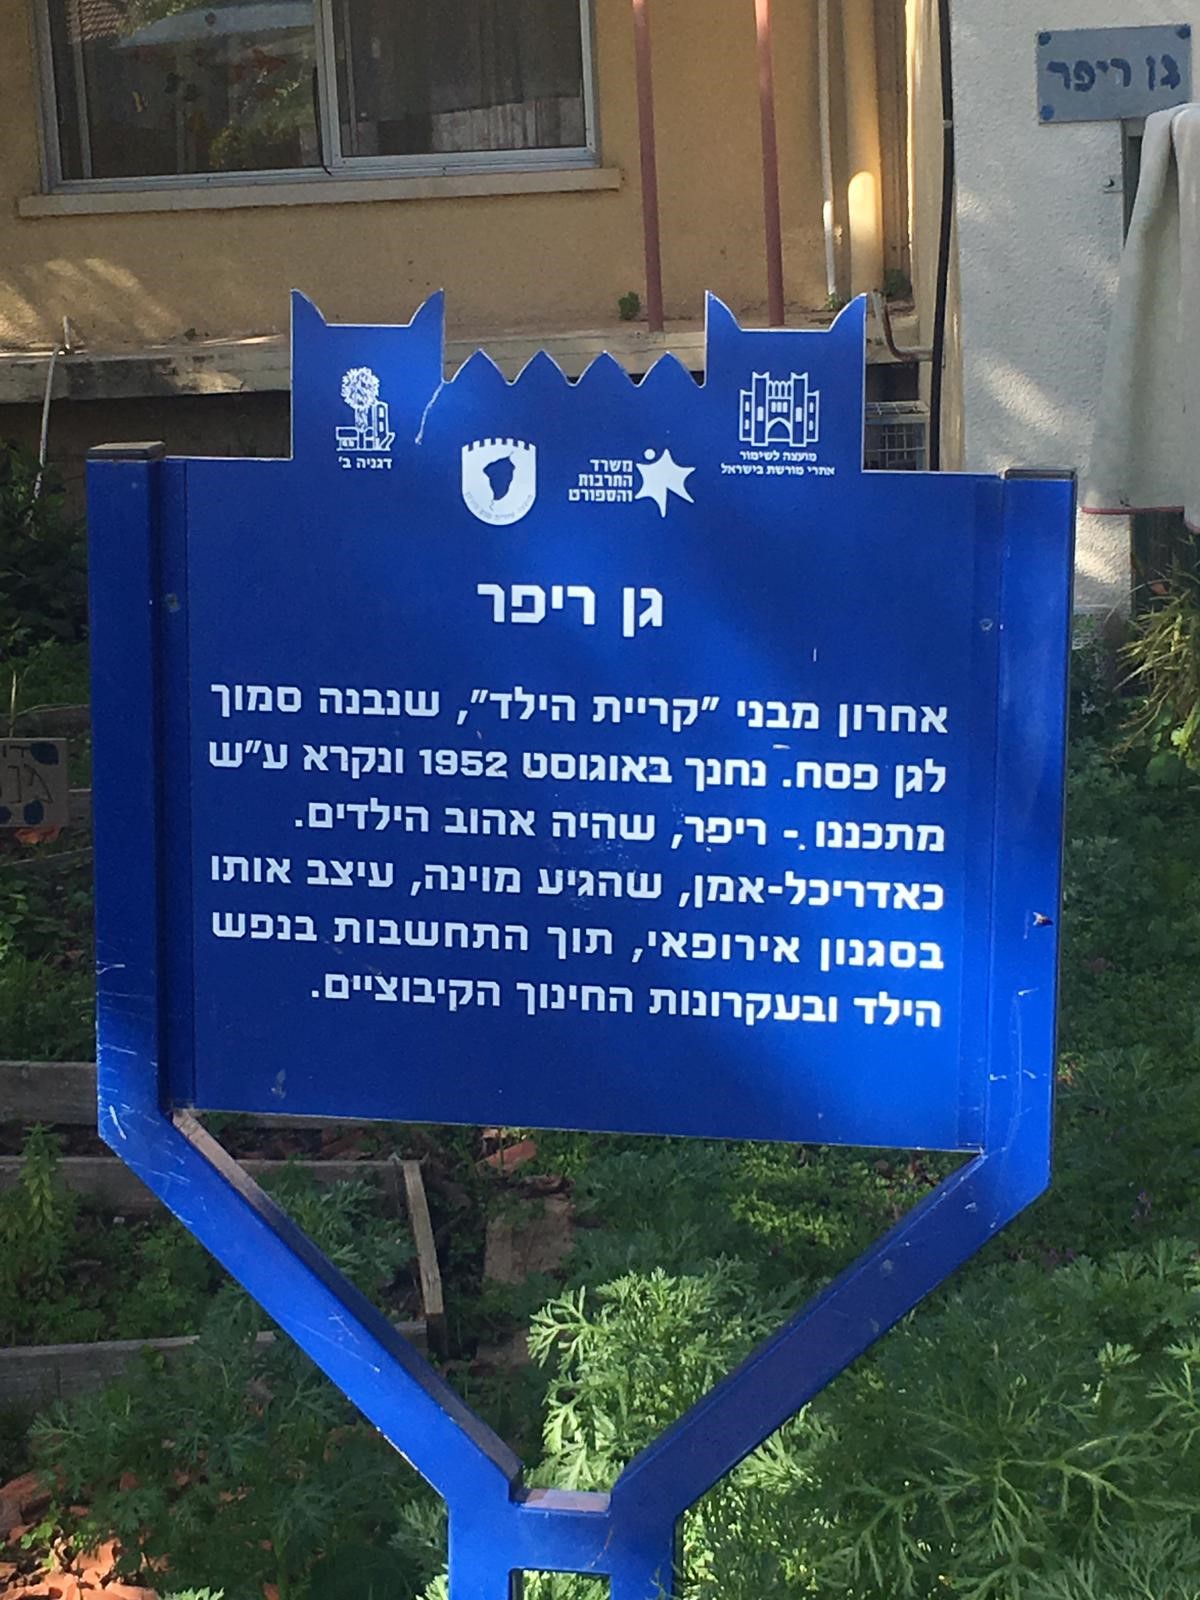 גן ריפר
דגניה ב'
משרד
התרבות
והספורט
מועצה לשימור
אתרי מורשת בישראל
גן ריפר
אחרון מבני "קריית הילד", שנבנה סמוך
לגן פסח. נחנך באוגוסט 1952 ונקרא ע"ש
מתכננו - ריפר, שהיה אהוב הילדים.
כאדריכל-אמן, שהגיע מוינה, עיצב אותו
בסגנון אירופאי, תוך התחשבות בנפש
הילד ובעקרונות החינוך הקיבוציים.